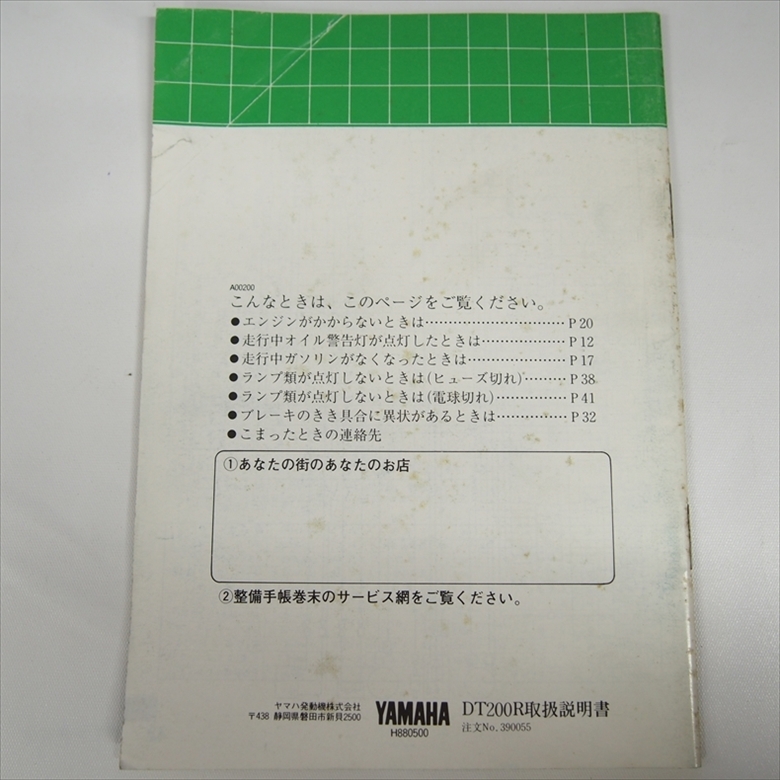 A00200
こんなときは、このページをご覧ください。
●エンジンがかからないときは…………………………P 20
●走行中オイル警告灯が点灯したときは………………P 12
●走行中ガソリンがなくなったときは…………………P 17
●ランプ類が点灯しないときは(ヒューズ切れ)………P 38
●ランプ類が点灯しないときは(電球切れ)……………P 41
●ブレーキのきき具合に異状があるときは……………P 32
●こまったときの連絡先
①あなたの街のあなたのお店
②整備手帳巻末のサービス網をご覧ください。
ヤマハ発動機株式会社
〒438 静岡県磐田市新貝2500
YAMAHA
H880500
DT200R取扱説明書
注文No. 390055